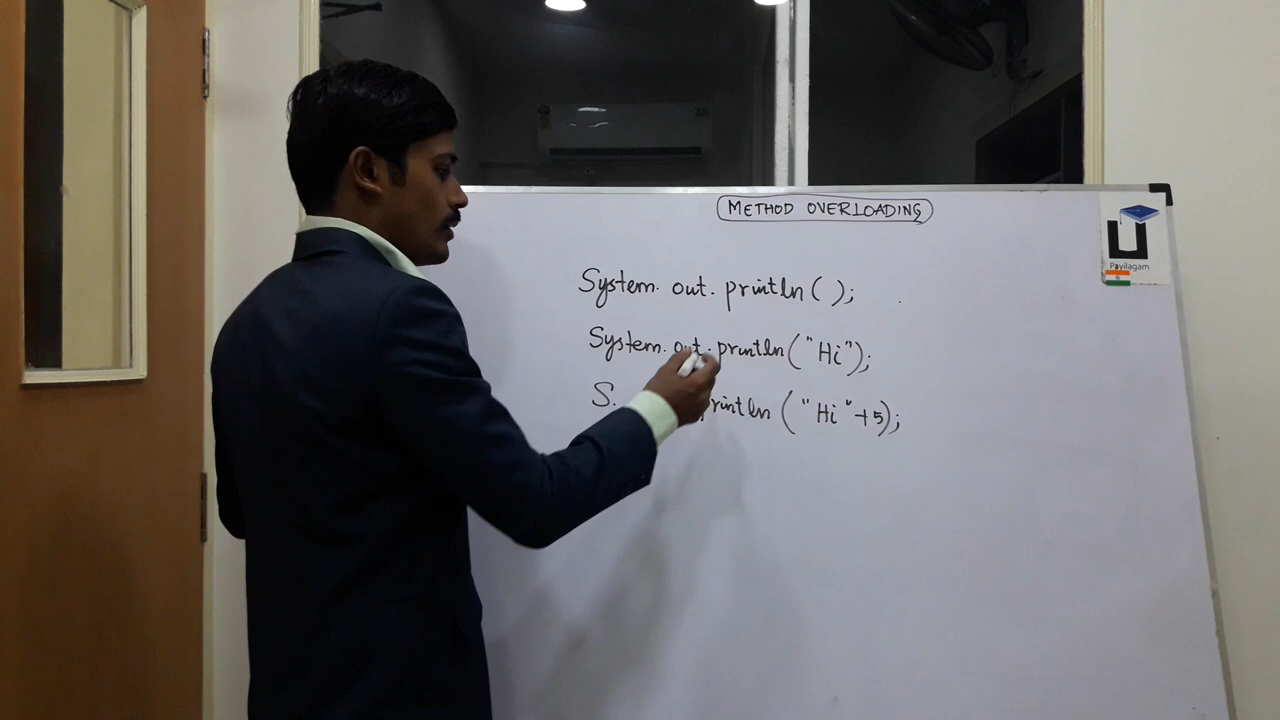 METHOD OVERLOADING
Payilagam
System. out. println( );
System. out. println("Hi");
S. println ("Hi"+5);